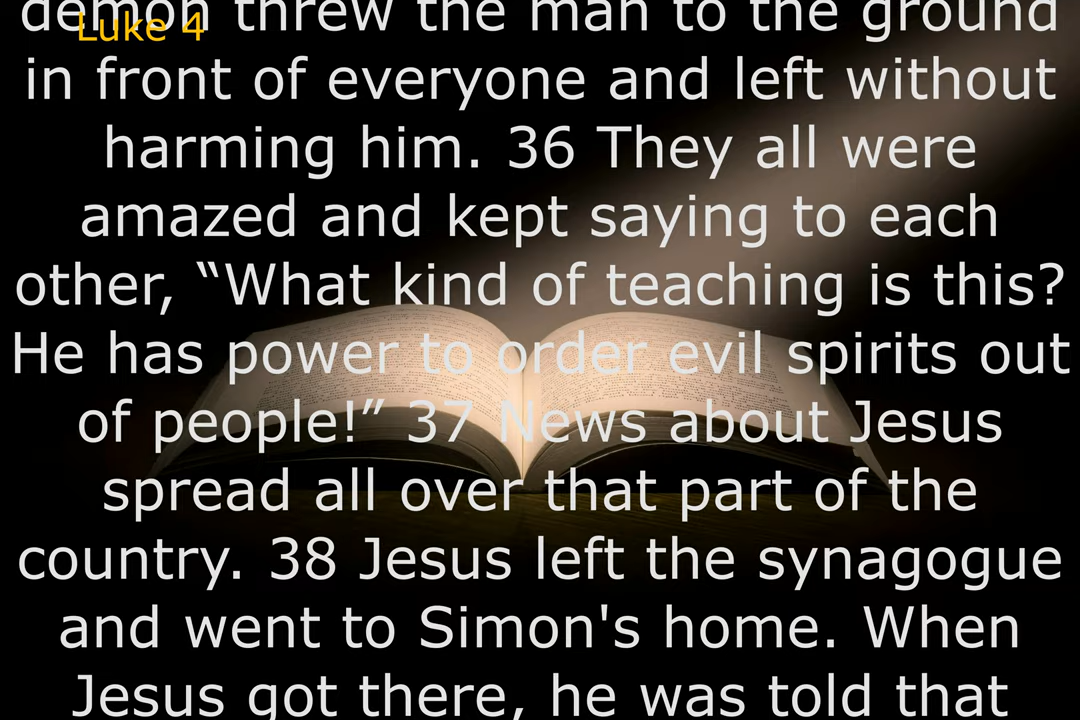 demon threw the man to the ground
Luke 4
in front of everyone and left without
harming him. 36 They all were
amazed and kept saying to each
other, “What kind of teaching is this?
He has power to order evil spirits out
of people!” 37 News about Jesus
spread all over that part of the
country. 38 Jesus left the synagogue
and went to Simon's home. When
Jesus got there, he was told that